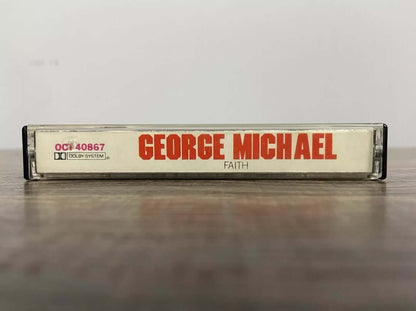 OCT 40867
DOLBY SYSTEM
GEORGE MICHAEL
FAITH